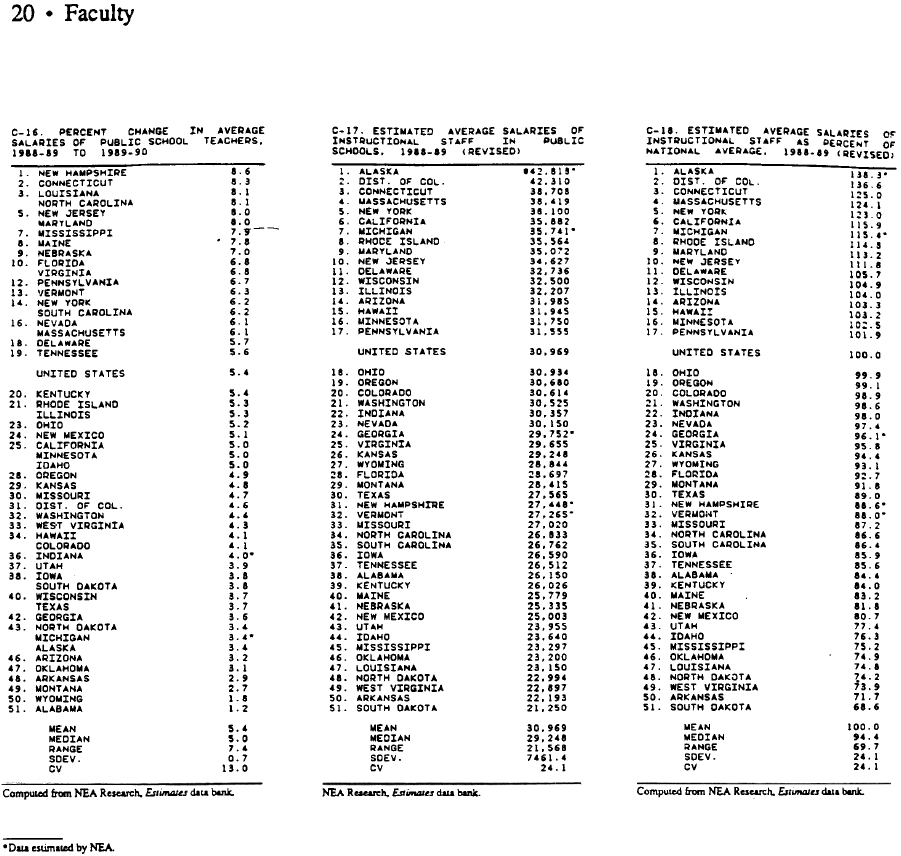 20 • Faculty
C-16. PERCENT CHANGE IN AVERAGE
SALARIES OF PUBLIC SCHOOL TEACHERS,
1988-89 TO 1989-90
1. NEW HAMPSHIRE 8.6
2. CONNECTICUT 8.3
3. LOUISIANA 8.1
NORTH CAROLINA 8.1
5. NEW JERSEY 8.0
MARYLAND 8.0
7. MISSISSIPPI 7.9
8. MAINE 7.8
9. NEBRASKA 7.0
10. FLORIDA 6.8
VIRGINIA 6.8
12. PENNSYLVANIA 6.7
13. VERMONT 6.3
14. NEW YORK 6.2
SOUTH CAROLINA 6.2
16. NEVADA 6.1
MASSACHUSETTS 6.1
18. DELAWARE 5.7
19. TENNESSEE 5.6
UNITED STATES 5.4
20. KENTUCKY 5.4
21. RHODE ISLAND 5.3
ILLINOIS 5.3
23. OHIO 5.2
24. NEW MEXICO 5.1
25. CALIFORNIA 5.0
MINNESOTA 5.0
IDAHO 5.0
28. OREGON 4.9
29. KANSAS 4.8
30. MISSOURI 4.7
31. DIST. OF COL. 4.6
32. WASHINGTON 4.4
33. WEST VIRGINIA 4.3
34. HAWAII 4.1
COLORADO 4.1
36. INDIANA 4.0*
37. UTAH 3.9
38. IOWA 3.8
SOUTH DAKOTA 3.8
40. WISCONSIN 3.7
TEXAS 3.7
42. GEORGIA 3.6
43. NORTH DAKOTA 3.4
MICHIGAN 3.4*
ALASKA 3.4
46. ARIZONA 3.2
47. OKLAHOMA 3.1
48. ARKANSAS 2.9
49. MONTANA 2.7
50. WYOMING 1.8
51. ALABAMA 1.2
MEAN 5.4
MEDIAN 5.0
RANGE 7.4
SDEV. 0.7
CV 13.0
Computed from NEA Research, Estimates data bank.
C-17. ESTIMATED AVERAGE SALARIES OF
INSTRUCTIONAL STAFF IN PUBLIC
SCHOOLS, 1988-89 (REVISED)
1. ALASKA $42,818*
2. DIST. OF COL. 42,310
3. CONNECTICUT 38,708
4. MASSACHUSETTS 38,419
5. NEW YORK 38,100
6. CALIFORNIA 35,882
7. MICHIGAN 35,741*
8. RHODE ISLAND 35,564
9. MARYLAND 35,072
10. NEW JERSEY 34,627
11. DELAWARE 32,736
12. WISCONSIN 32,500
13. ILLINOIS 32,207
14. ARIZONA 31,985
15. HAWAII 31,945
16. MINNESOTA 31,750
17. PENNSYLVANIA 31,555
UNITED STATES 30,969
18. OHIO 30,934
19. OREGON 30,680
20. COLORADO 30,614
21. WASHINGTON 30,525
22. INDIANA 30,357
23. NEVADA 30,150
24. GEORGIA 29,752*
25. VIRGINIA 29,655
26. KANSAS 29,248
27. WYOMING 28,844
28. FLORIDA 28,697
29. MONTANA 28,415
30. TEXAS 27,565
31. NEW HAMPSHIRE 27,448*
32. VERMONT 27,265*
33. MISSOURI 27,020
34. NORTH CAROLINA 26,833
35. SOUTH CAROLINA 26,762
36. IOWA 26,590
37. TENNESSEE 26,512
38. ALABAMA 26,150
39. KENTUCKY 26,026
40. MAINE 25,779
41. NEBRASKA 25,335
42. NEW MEXICO 25,003
43. UTAH 23,955
44. IDAHO 23,640
45. MISSISSIPPI 23,297
46. OKLAHOMA 23,200
47. LOUISIANA 23,150
48. NORTH DAKOTA 22,994
49. WEST VIRGINIA 22,897
50. ARKANSAS 22,193
51. SOUTH DAKOTA 21,250
MEAN 30,969
MEDIAN 29,248
RANGE 21,568
SDEV. 7461.4
CV 24.1
NEA Research, Estimates data bank.
C-18. ESTIMATED AVERAGE SALARIES OF
INSTRUCTIONAL STAFF AS PERCENT OF
NATIONAL AVERAGE, 1988-89 (REVISED)
1. ALASKA 138.3*
2. DIST. OF COL. 136.6
3. CONNECTICUT 125.0
4. MASSACHUSETTS 124.1
5. NEW YORK 123.0
6. CALIFORNIA 115.9
7. MICHIGAN 115.4*
8. RHODE ISLAND 114.8
9. MARYLAND 113.2
10. NEW JERSEY 111.8
11. DELAWARE 105.7
12. WISCONSIN 104.9
13. ILLINOIS 104.0
14. ARIZONA 103.3
15. HAWAII 103.2
16. MINNESOTA 102.5
17. PENNSYLVANIA 101.9
UNITED STATES 100.0
18. OHIO 99.9
19. OREGON 99.1
20. COLORADO 98.9
21. WASHINGTON 98.6
22. INDIANA 98.0
23. NEVADA 97.4
24. GEORGIA 96.1*
25. VIRGINIA 95.8
26. KANSAS 94.4
27. WYOMING 93.1
28. FLORIDA 92.7
29. MONTANA 91.8
30. TEXAS 89.0
31. NEW HAMPSHIRE 88.6*
32. VERMONT 88.0*
33. MISSOURI 87.2
34. NORTH CAROLINA 86.6
35. SOUTH CAROLINA 86.4
36. IOWA 85.9
37. TENNESSEE 85.6
38. ALABAMA 84.4
39. KENTUCKY 84.0
40. MAINE 83.2
41. NEBRASKA 81.8
42. NEW MEXICO 80.7
43. UTAH 77.4
44. IDAHO 76.3
45. MISSISSIPPI 75.2
46. OKLAHOMA 74.9
47. LOUISIANA 74.8
48. NORTH DAKOTA 74.2
49. WEST VIRGINIA 73.9
50. ARKANSAS 71.7
51. SOUTH DAKOTA 68.6
MEAN 100.0
MEDIAN 94.4
RANGE 69.7
SDEV. 24.1
CV 24.1
Computed from NEA Research, Estimates data bank.
*Data estimated by NEA.